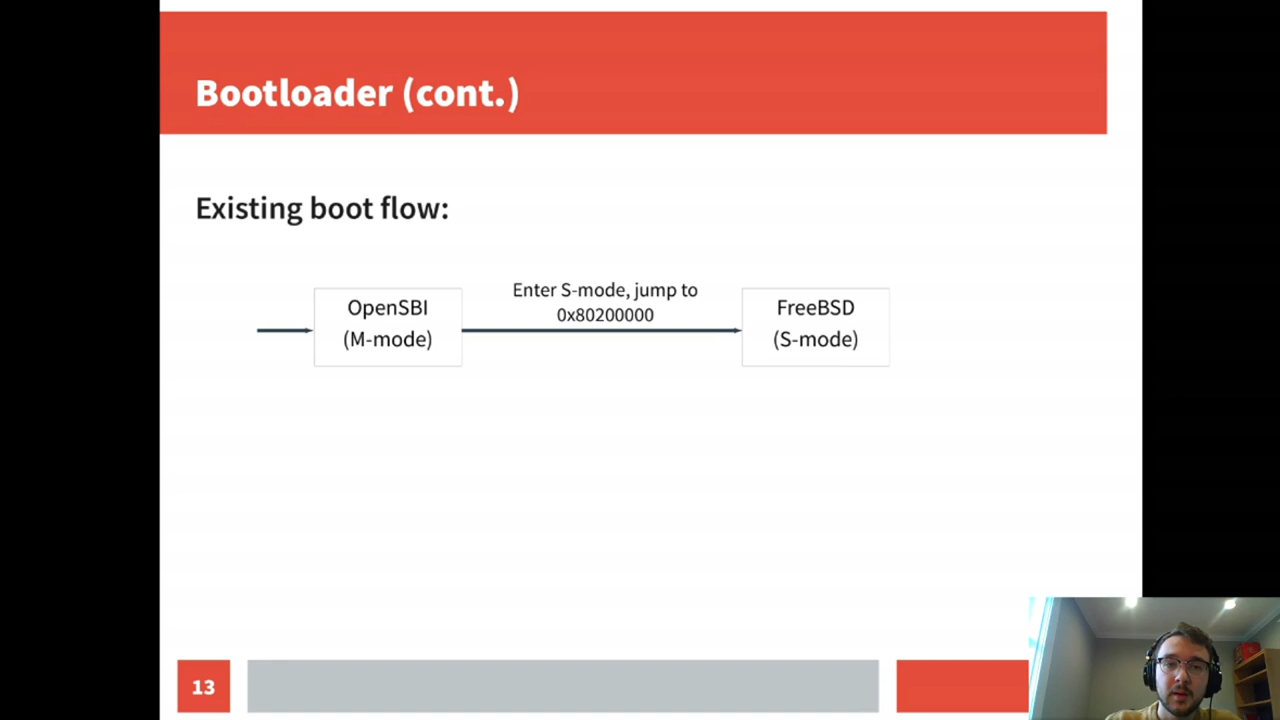 Bootloader (cont.)
Existing boot flow:
OpenSBI
(M-mode)
Enter S-mode, jump to
0x80200000
FreeBSD
(S-mode)
13